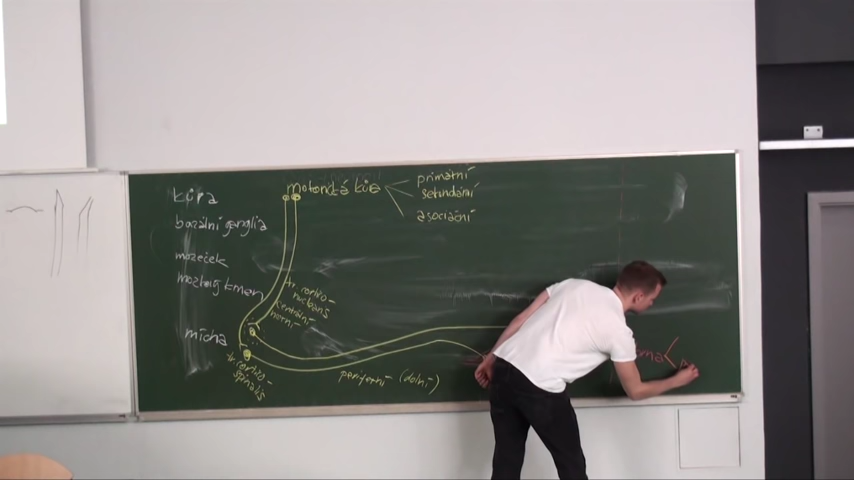 kůra
bazální ganglia
mozeček
mozkový kmen
mícha
motorická kůra
primární
sekundární
asociační
tr. kortiko-
nukleáris
centrální
horní
tr. kortiko-
spinális
periferní (dolní)